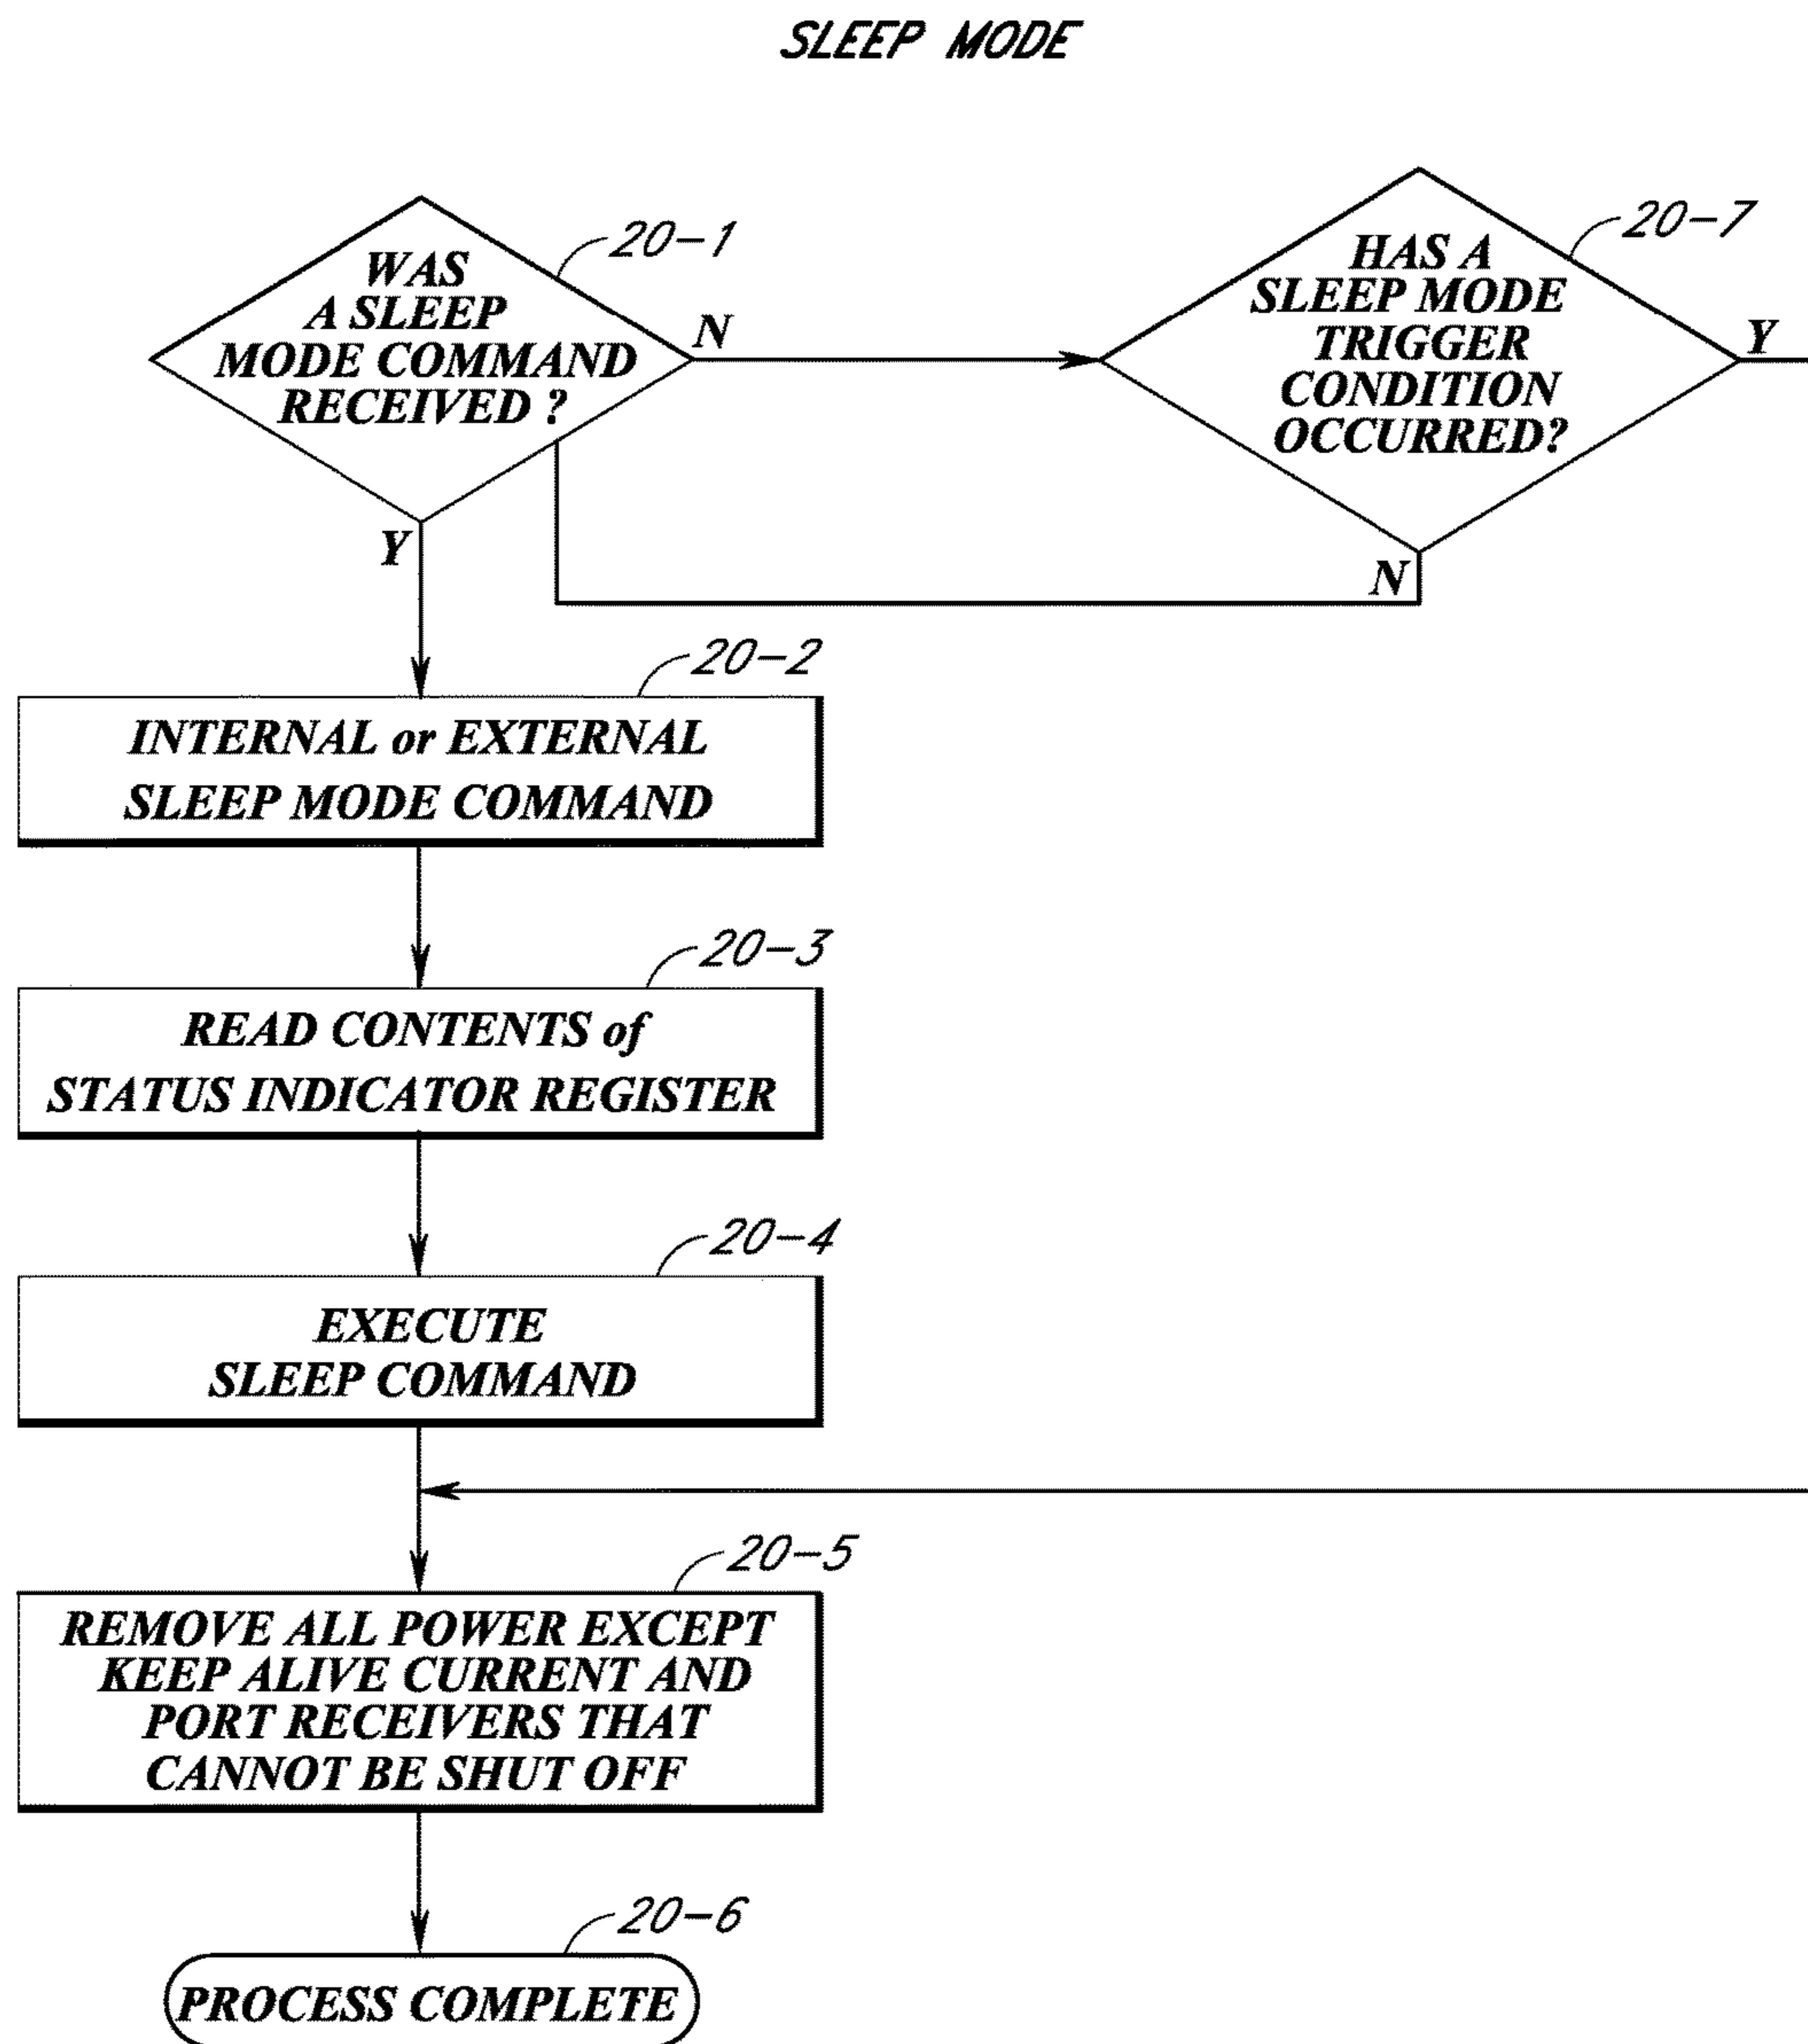 SLEEP MODE
20-1
WAS
A SLEEP
MODE COMMAND
RECEIVED ?
N
Y
20-7
HAS A
SLEEP MODE
TRIGGER
CONDITION
OCCURRED?
Y
N
20-2
INTERNAL or EXTERNAL
SLEEP MODE COMMAND
20-3
READ CONTENTS of
STATUS INDICATOR REGISTER
20-4
EXECUTE
SLEEP COMMAND
20-5
REMOVE ALL POWER EXCEPT
KEEP ALIVE CURRENT AND
PORT RECEIVERS THAT
CANNOT BE SHUT OFF
20-6
PROCESS COMPLETE